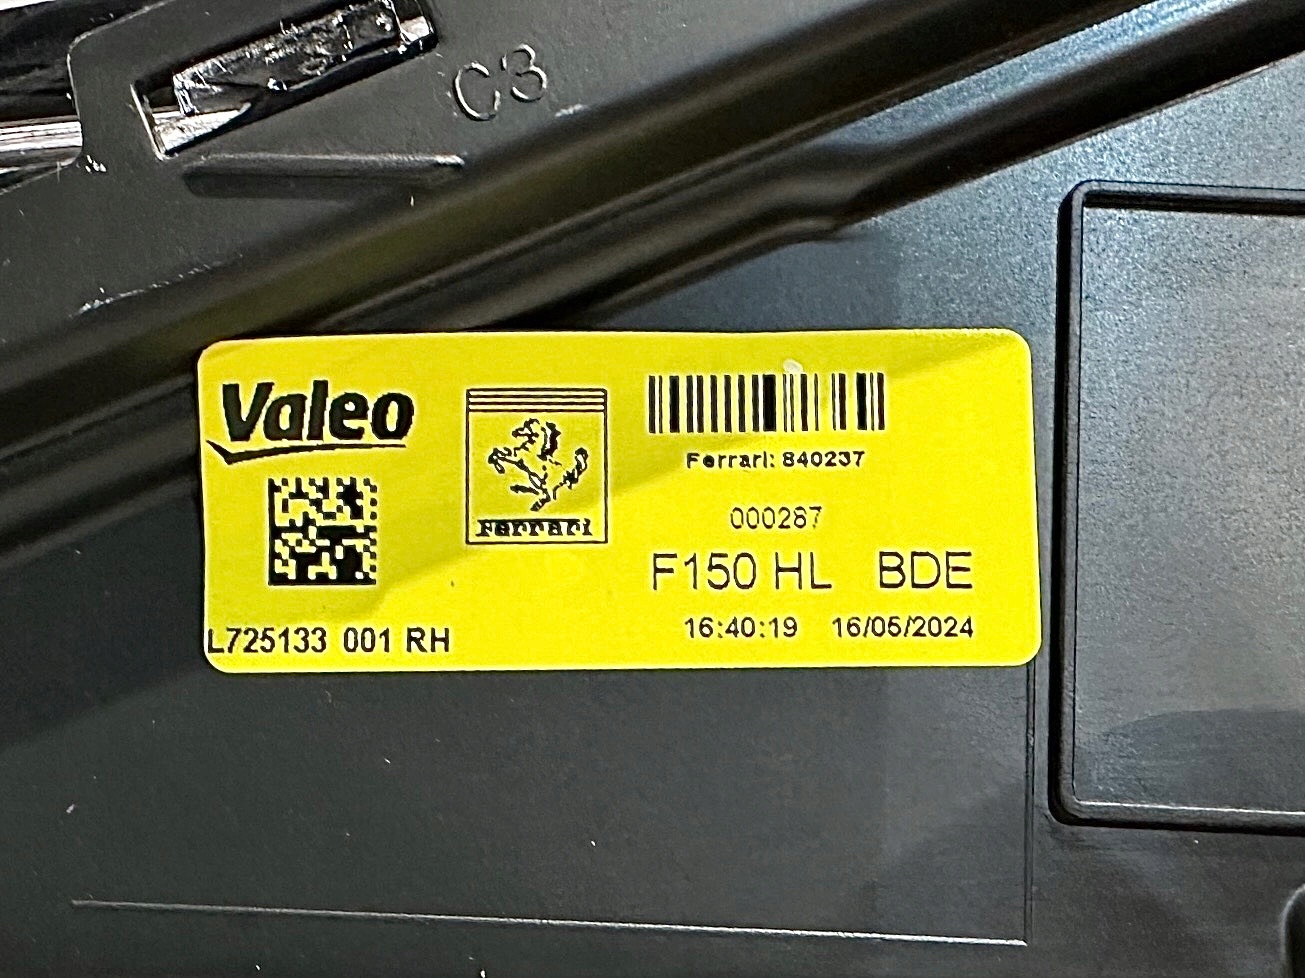 C3
Valeo
Ferrari
L725133 001 RH
Ferrari: 840237
000287
F150 HL BDE
16:40:19 16/05/2024